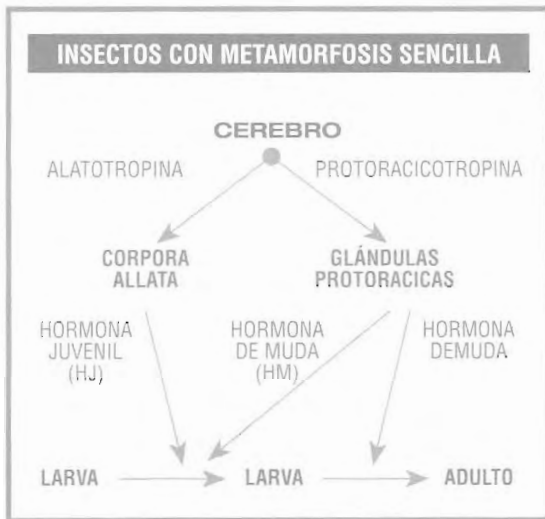 INSECTOS CON METAMORFOSIS SENCILLA
CEREBRO
ALATOTROPINA
PROTORACICOTROPINA
CORPORA
ALLATA
GLÁNDULAS
PROTORACICAS
HORMONA
JUVENIL
(HJ)
HORMONA
DE MUDA
(HM)
HORMONA
DEMUDA
LARVA
LARVA
ADULTO